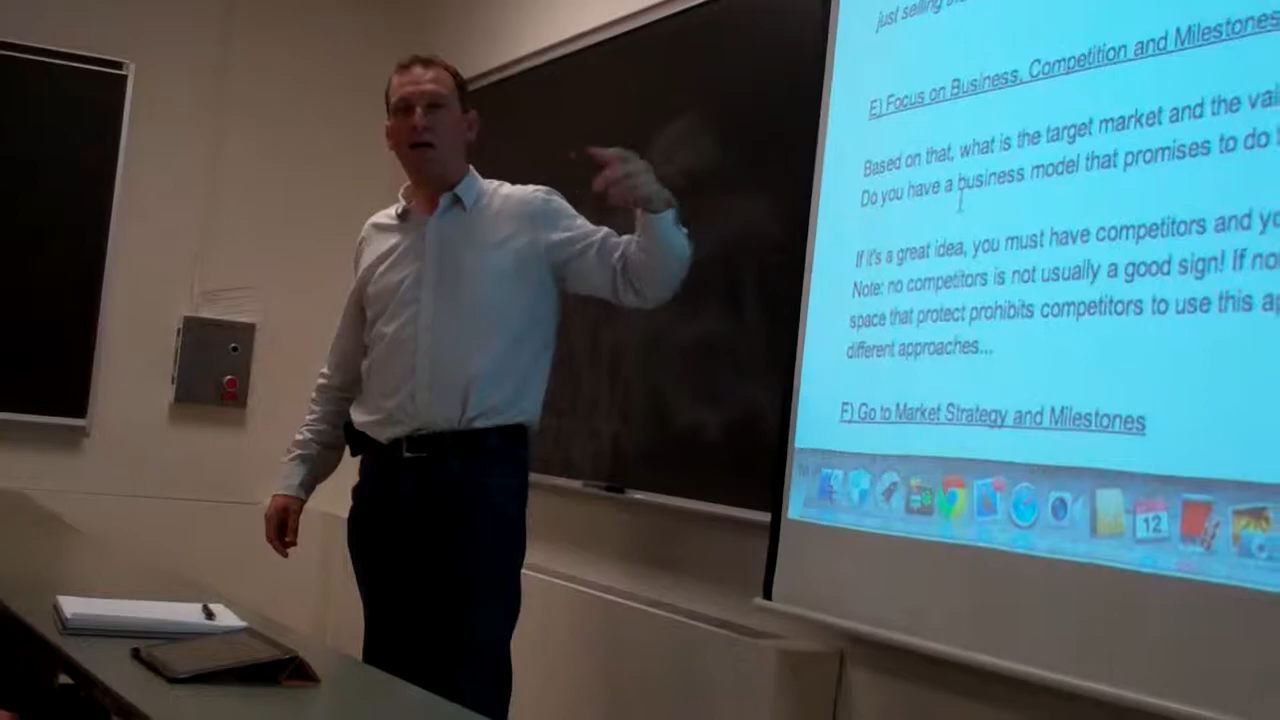 just selling
E) Focus on Business, Competition and Milestones
Based on that, what is the target market and the
Do you have a business model that promises to do
If it's a great idea, you must have competitors and
Note: no competitors is not usually a good sign! If
space that protect prohibits competitors to use this
different approaches...
F) Go to Market Strategy and Milestones
12